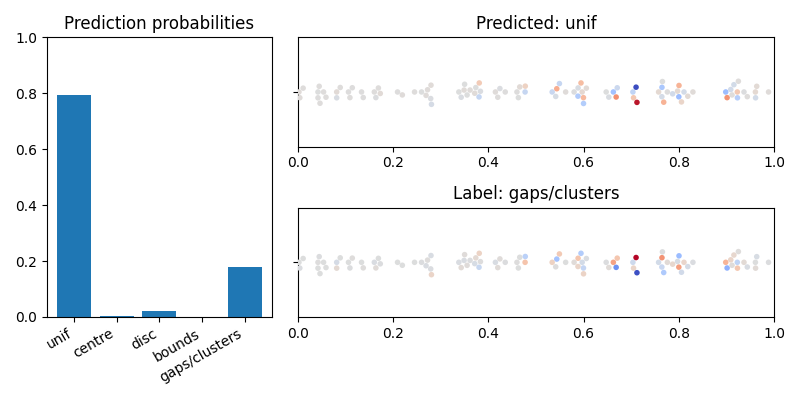 Prediction probabilities
1.0
0.8
0.6
0.4
0.2
0.0
unif
centre
disc
bounds
gaps/clusters
Predicted: unif
0.0 0.2 0.4 0.6 0.8 1.0
Label: gaps/clusters
0.0 0.2 0.4 0.6 0.8 1.0